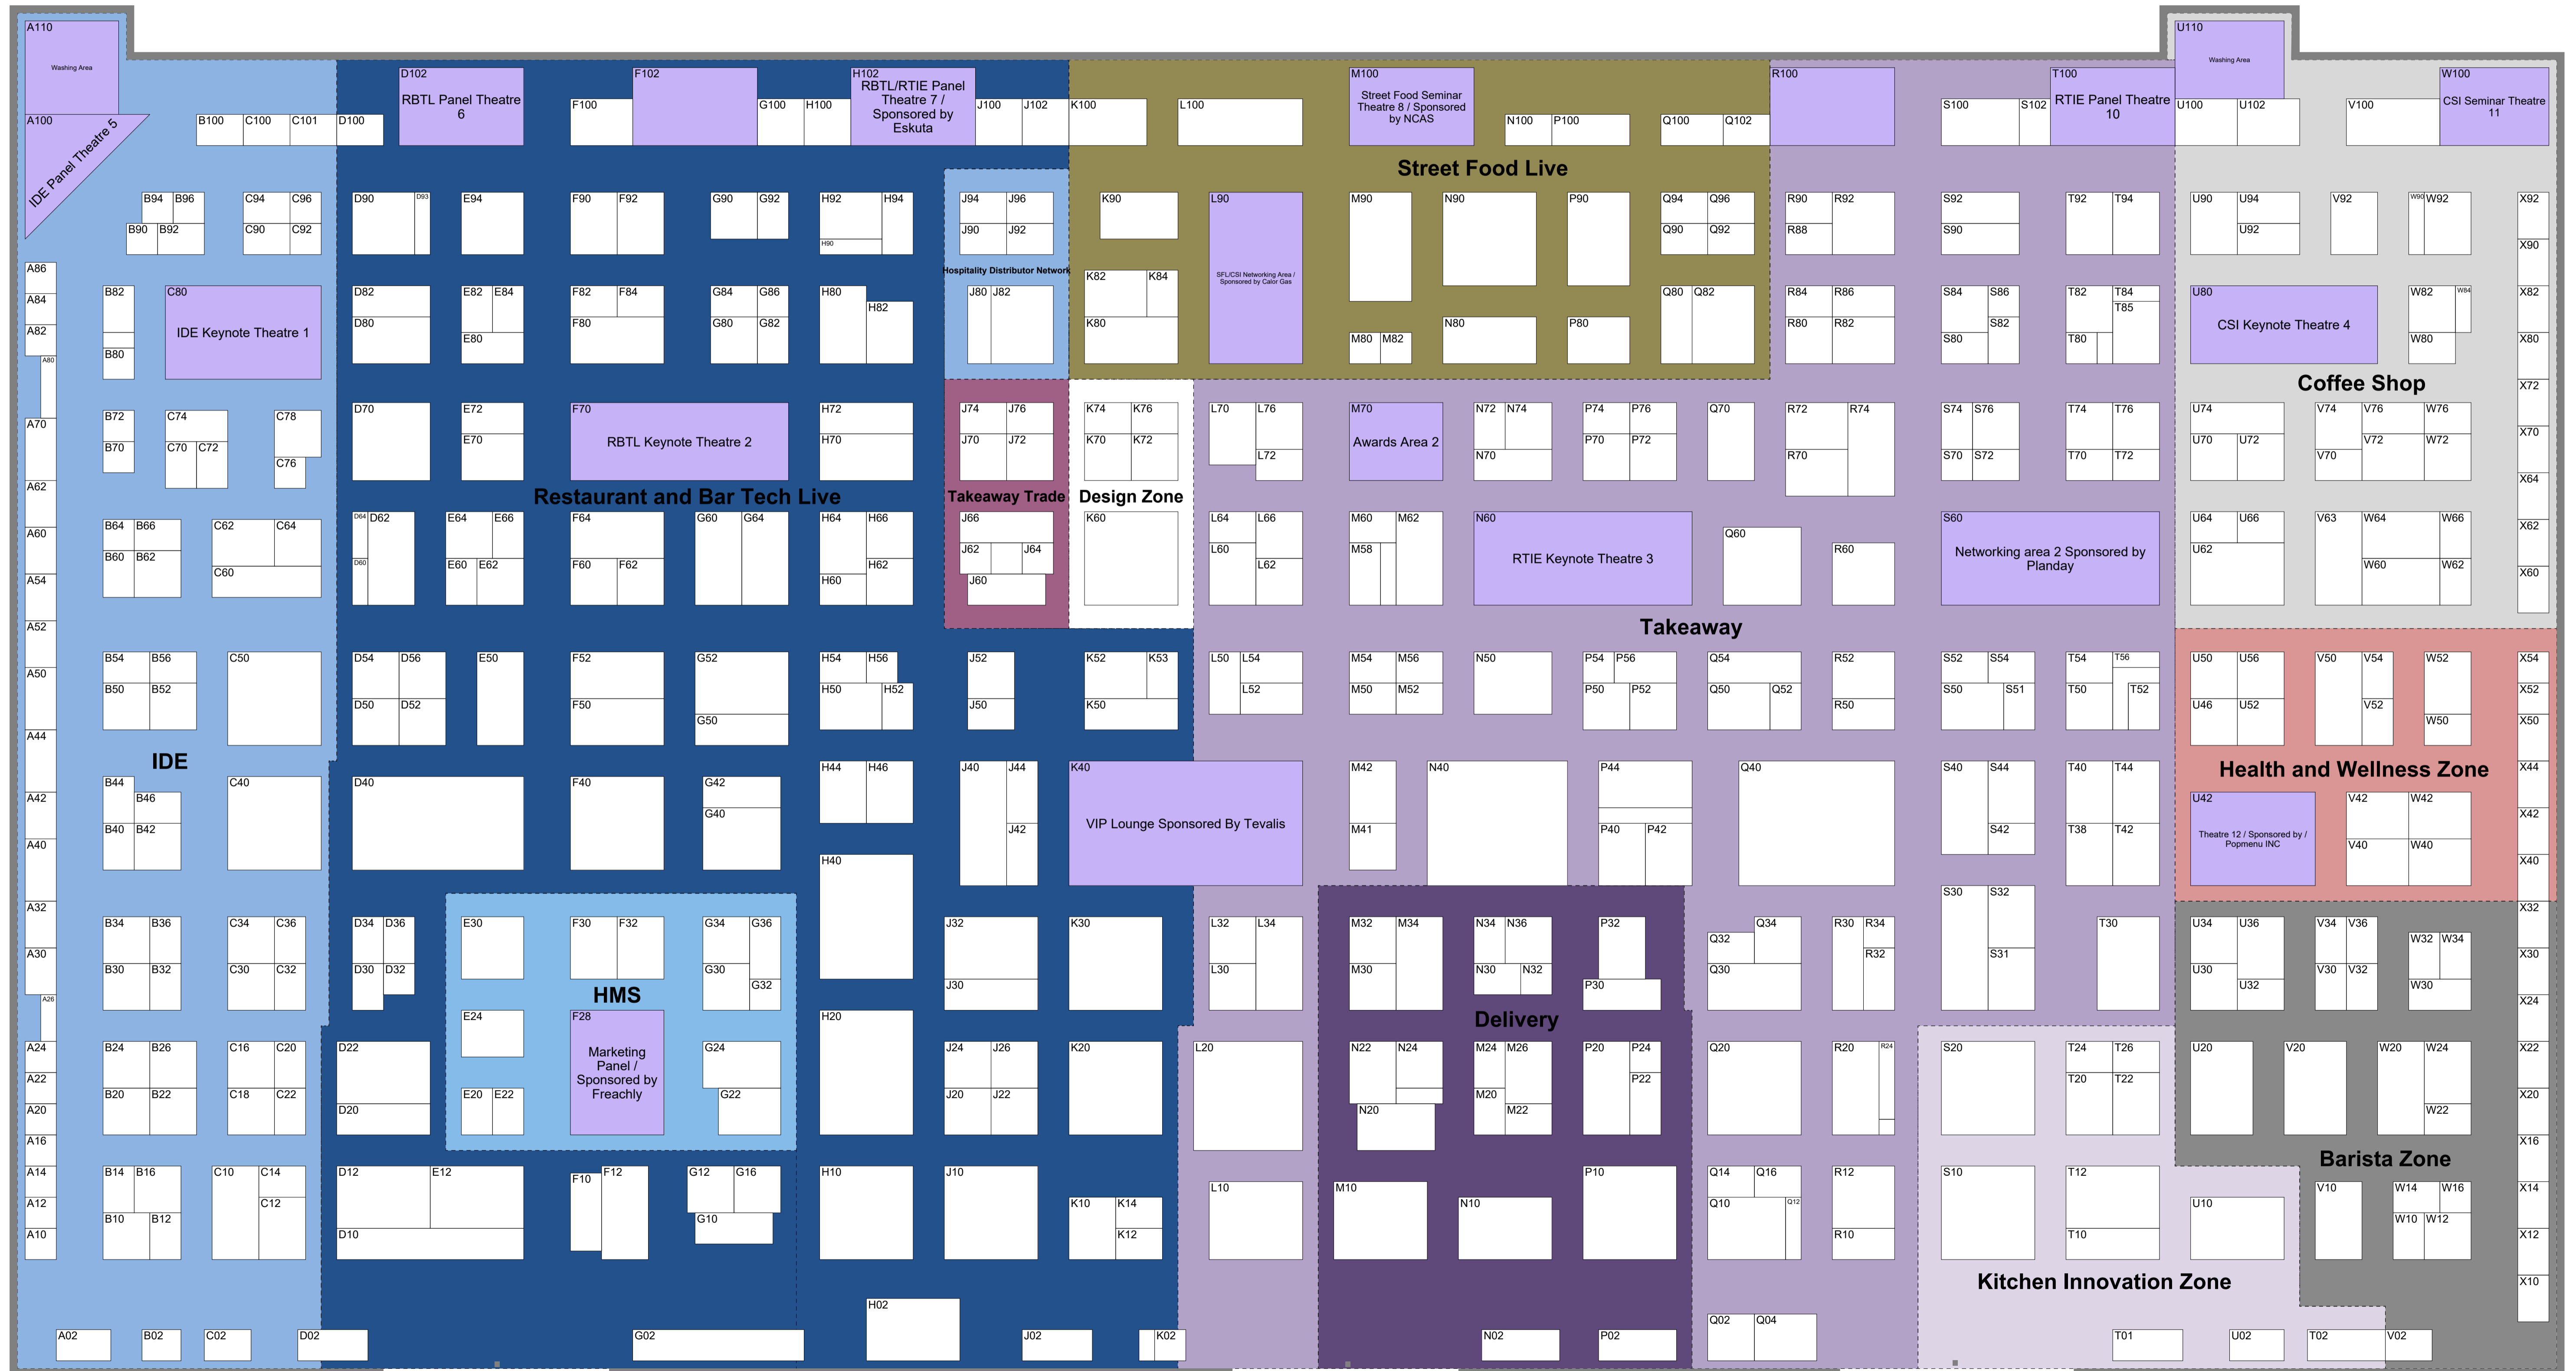 A110
Washing Area
U110
Washing Area
D102
RBTL Panel Theatre
6
F102
H102
RBTL/RTIE Panel
Theatre 7 /
Sponsored by
Eskuta
M100
Street Food Seminar
Theatre 8 / Sponsored
by NCAS
R100
T100
RTIE Panel Theatre
10
W100
CSI Seminar Theatre
11
A100
IDE Panel Theatre 5
B100 C100 C101 D100
F100 G100 H100 J100 J102 K100 L100
N100 P100 Q100 Q102 S100 S102 U100 U102 V100
Street Food Live
B94 B96 C94 C96 D90 D93 E94 F90 F92 G90 G92 H92 H94 J94 J96 K90 L90 M90 N90 P90 Q94 Q96 R90 R92 S92 T92 T94 U90 U94 V92 W90 W92 X92
B90 B92 C90 C92 H90 J90 J92 Q90 Q92 R88 S90 U92 X90
Hospitality Distributor Network
SFL/CSI Networking Area /
Sponsored by Calor Gas
A86 K82 K84
A84 B82 C80 D82 E82 E84 F82 F84 G84 G86 H80 H82 J80 J82 Q80 Q82 R84 R86 S84 S86 T82 T84 T85 U80 W82 W84 X82
A82 D80 E80 F80 G80 G82 K80 M80 M82 N80 P80 R80 R82 S80 S82 T80 W80 X80
IDE Keynote Theatre 1
CSI Keynote Theatre 4
B80 A80
Coffee Shop
X72
B72 C74 C78 D70 E72 F70 H72 J74 J76 K74 K76 L70 L76 M70 N72 N74 P74 P76 Q70 R72 R74 S74 S76 T74 T76 U74 V74 V76 W76
A70 B70 C70 C72 C76 E70 H70 J70 J72 K70 K72 L72 N70 P70 P72 R70 S70 S72 T70 T72 U70 U72 V70 V72 W72 X70
RBTL Keynote Theatre 2
Awards Area 2
A62 X64
Restaurant and Bar Tech Live
Takeaway Trade
Design Zone
B64 B66 C62 C64 D64 D62 E64 E66 F64 G60 G64 H64 H66 J66 K60 L64 L66 M60 M62 N60 Q60 S60 U64 U66 V63 W64 W66 X62
A60 B60 B62 C60 D60 E60 E62 F60 F62 H60 H62 J62 J64 J60 L60 L62 M58 R60 U62 W60 W62 X60
RTIE Keynote Theatre 3
Networking area 2 Sponsored by
Planday
A54
A52
Takeaway
B54 B56 C50 D54 D56 E50 F52 G52 H54 H56 J52 K52 K53 L50 L54 M54 M56 N50 P54 P56 Q54 R52 S52 S54 T54 T56 U50 U56 V50 V54 W52 X54
A50 B50 B52 D50 D52 F50 G50 H50 H52 J50 K50 L52 M50 M52 P50 P52 Q50 Q52 R50 S50 S51 T50 T52 U46 U52 V52 W50 X52
X50
A44
IDE
Health and Wellness Zone
B44 B46 C40 D40 F40 G42 H44 H46 J40 J44 K40 M42 N40 P44 Q40 S40 S44 T40 T44 U42 V42 W42 X44
A42 B40 B42 G40 J42 M41 P40 P42 S42 T38 T42 V40 W40 X42
VIP Lounge Sponsored By Tevalis
Theatre 12 / Sponsored by /
Popmenu INC
A40 H40 X40
A32 S30 S32 X32
B34 B36 C34 C36 D34 D36 E30 F30 F32 G34 G36 J32 K30 L32 L34 M32 M34 N34 N36 P32 Q32 Q34 R30 R34 T30 U34 U36 V34 V36 W32 W34
A30 B30 B32 C30 C32 D30 D32 G30 G32 J30 L30 M30 N30 N32 P30 Q30 R32 S31 U30 U32 V30 V32 W30 X30
HMS
A26 X24
E24 F28 H20
Delivery
Marketing
Panel /
Sponsored by
Freachly
A24 B24 B26 C16 C20 D22 G24 J24 J26 K20 L20 N22 N24 M24 M26 P20 P24 Q20 R20 R24 S20 T24 T26 U20 V20 W20 W24 X22
A22 P22 T20 T22
A20 B20 B22 C18 C22 D20 E20 E22 G22 J20 J22 N20 M20 M22 W22 X20
A16 X16
Barista Zone
A14 B14 B16 C10 C14 D12 E12 F10 F12 G12 G16 H10 J10 L10 M10 P10 Q14 Q16 R12 S10 T12 V10 W14 W16 X14
A12 C12 K10 K14 N10 Q10 Q12 U10
A10 B10 B12 D10 G10 K12 R10 T10 W10 W12 X12
Kitchen Innovation Zone
X10
A02 B02 C02 D02 G02 H02 J02 K02 N02 P02 Q02 Q04 T01 U02 T02 V02